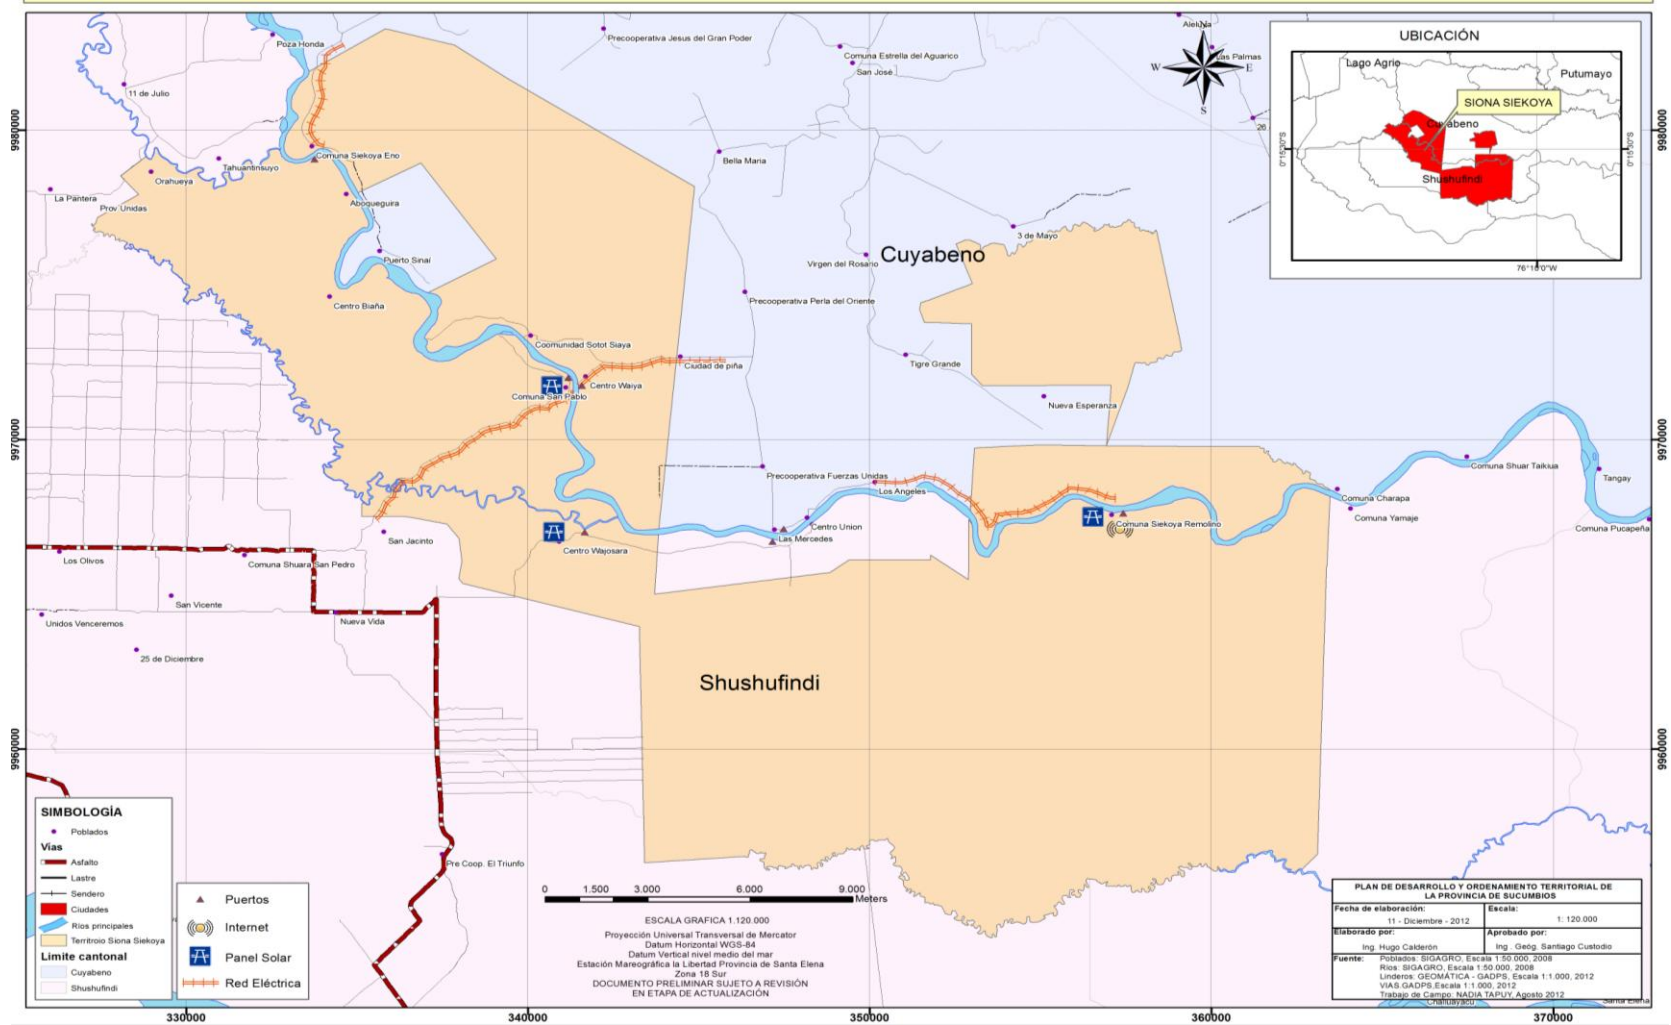 Poza Honda
Precooperativa Jesus del Gran Poder
Comuna Estrella del Aguarico
San José
N
W
E
S
Las Palmas
26
11 de Julio
Comuna Siekoya Eno
Tahuantinsuyo
Orahueya
La Pantera
Prov.Unidas
Aboqueguira
Bella Maria
3 de Mayo
Puerto Sinaí
Virgen del Rosario
Cuyabeno
Centro Biaña
Precooperativa Perla del Oriente
Coomunidad Sotot Siaya
Ciudad de piña
Tigre Grande
Centro Waiya
Comuna San Pablo
Nueva Esperanza
Precooperativa Fuerzas Unidas
Los Angeles
Comuna Shuar Taikiua
Tangay
Comuna Charapa
Comuna Yamaje
Comuna Pucapeña
Comuna Siekoya Remolino
Centro Union
Las Mercedes
San Jacinto
Centro Wajosara
Los Olivos
Comuna Shuara San Pedro
San Vicente
Unidos Venceremos
Nueva Vida
25 de Diciembre
Shushufindi
Pre Coop. El Triunfo
UBICACIÓN
Lago Agrio
Putumayo
SIONA SIEKOYA
Cuyabeno
Shushufindi
0°15'30"S
0°15'30"S
76°18'0"W
9980000
9970000
9960000
9980000
9970000
9960000
330000
340000
350000
360000
370000
SIMBOLOGÍA
Poblados
Vías
Asfalto
Lastre
Sendero
Ciudades
Ríos principales
Territroio Siona Siekoya
Limite cantonal
Cuyabeno
Shushufindi
Puertos
Internet
Panel Solar
Red Eléctrica
0 1.500 3.000 6.000 9.000
Meters
ESCALA GRAFICA 1.120.000
Proyección Universal Transversal de Mercator
Datum Horizontal WGS-84
Datum Vertical nivel medio del mar
Estación Mareográfica la Libertad Provincia de Santa Elena
Zona 18 Sur
DOCUMENTO PRELIMINAR SUJETO A REVISIÓN
EN ETAPA DE ACTUALIZACIÓN
PLAN DE DESARROLLO Y ORDENAMIENTO TERRITORIAL DE
LA PROVINCIA DE SUCUMBIOS
Fecha de elaboración: Escala:
11 - Diciembre - 2012 1: 120.000
Elaborado por: Aprobado por:
Ing. Hugo Calderón Ing . Geóg. Santiago Custodio
Fuente: Poblados: SIGAGRO, Escala 1:50.000, 2008
Ríos: SIGAGRO, Escala 1:50.000, 2008
Linderos: GEOMÁTICA - GADPS, Escala 1:1.000, 2012
VIAS.GADPS,Escala 1:1.000, 2012
Trabajo de Campo: NADIA TAPUY, Agosto 2012